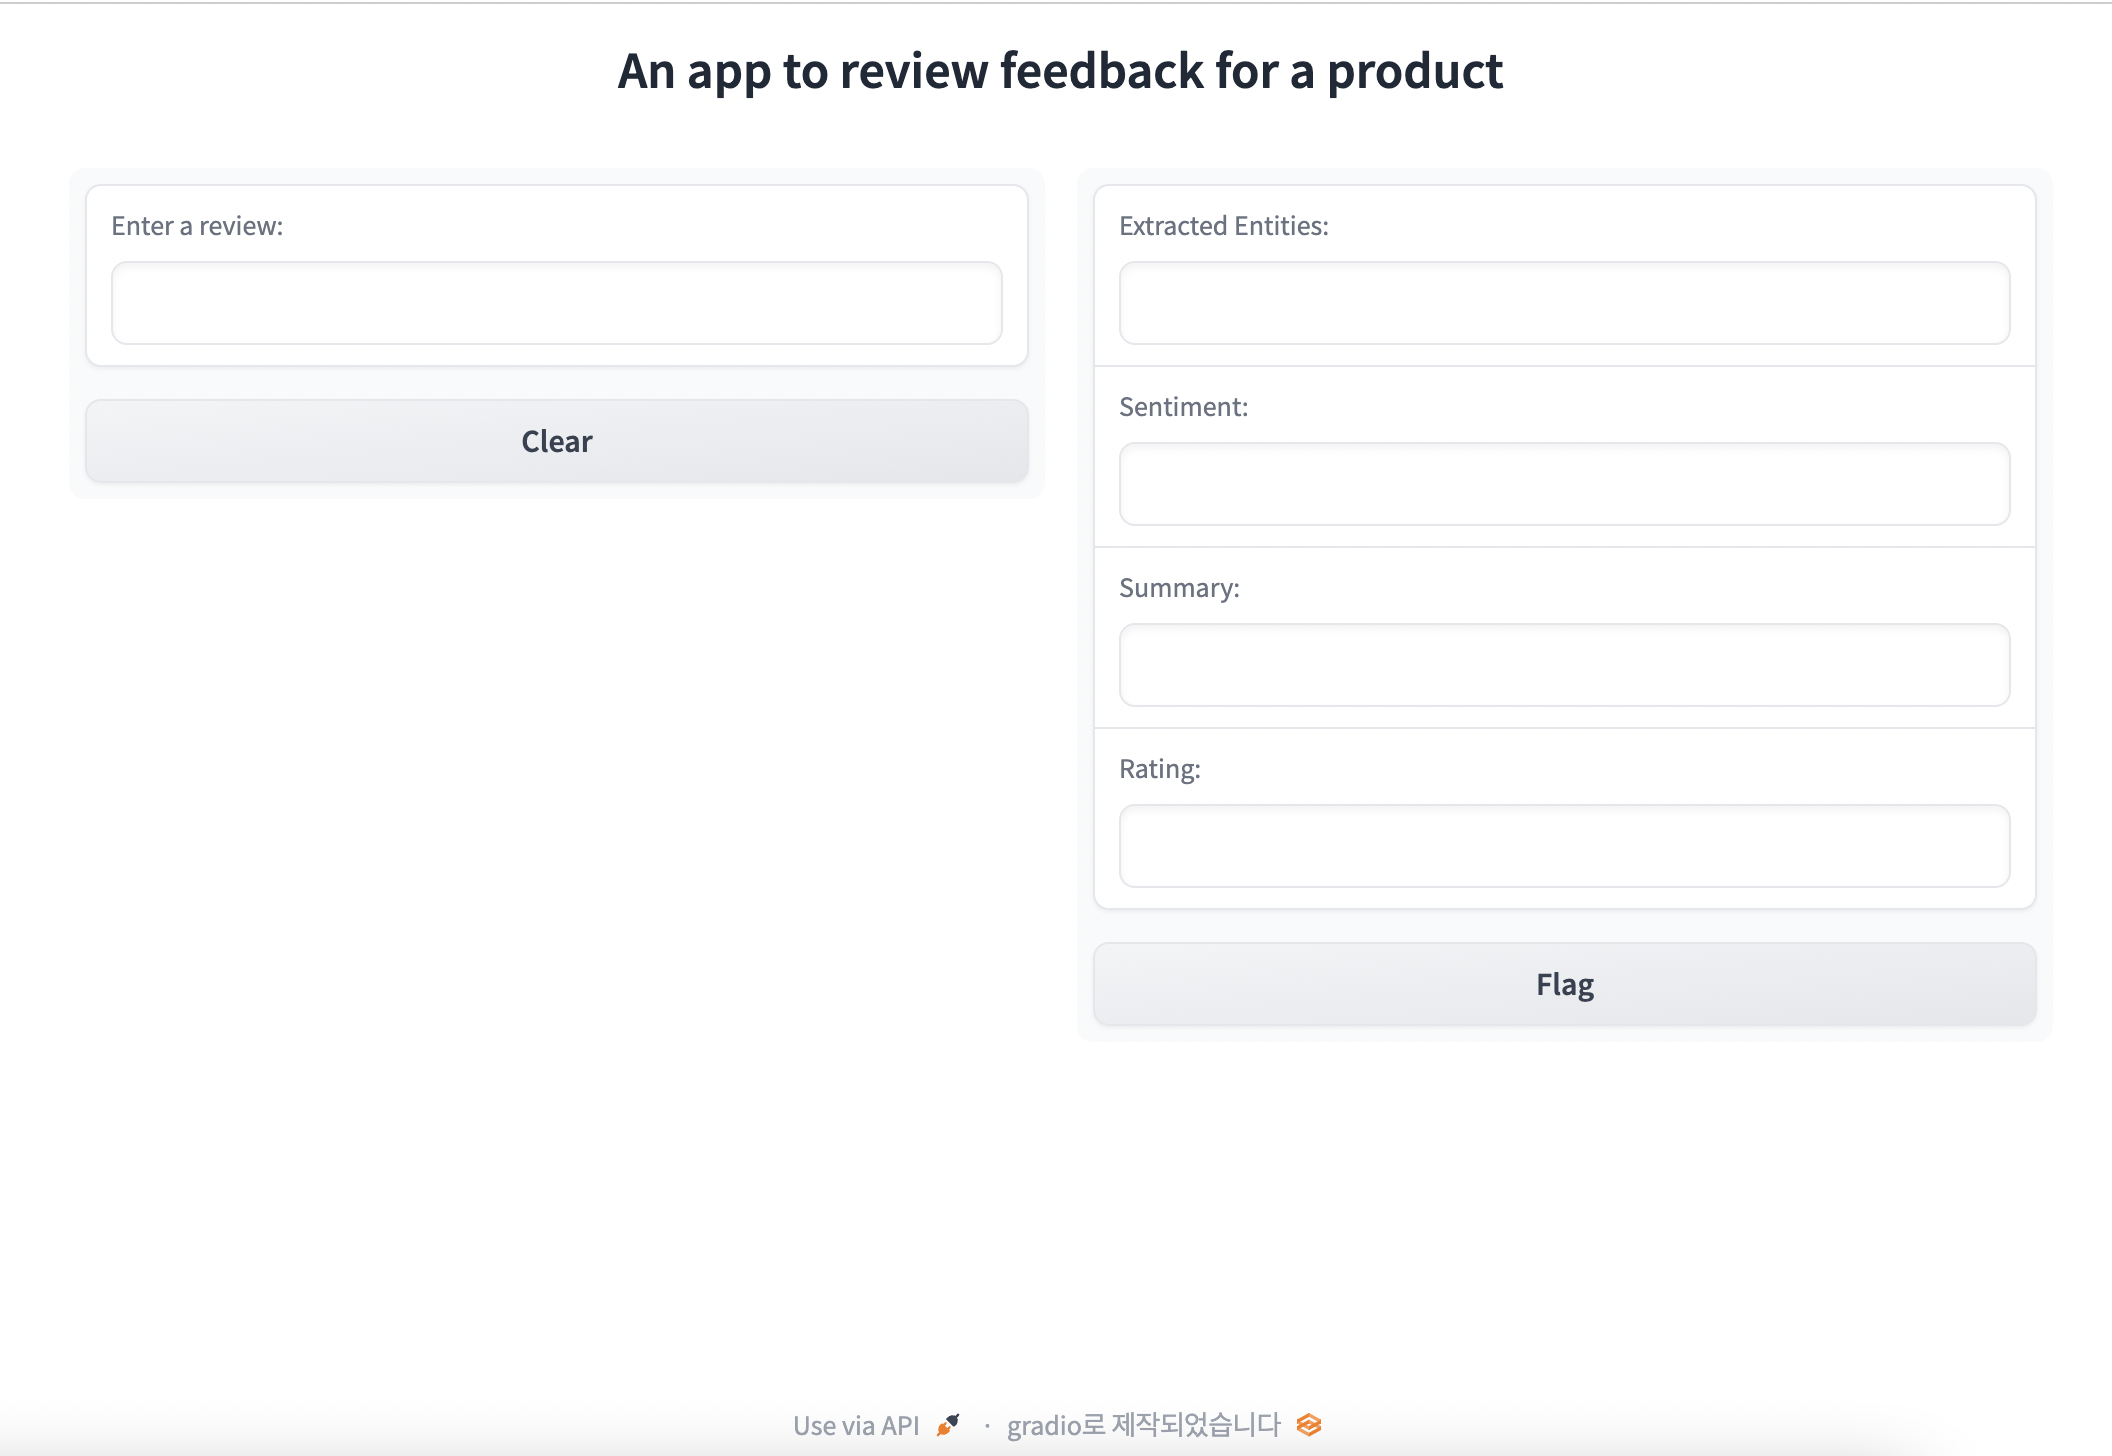 An app to review feedback for a product
Enter a review:
Clear
Extracted Entities:
Sentiment:
Summary:
Rating:
Flag
Use via API · gradio로 제작되었습니다